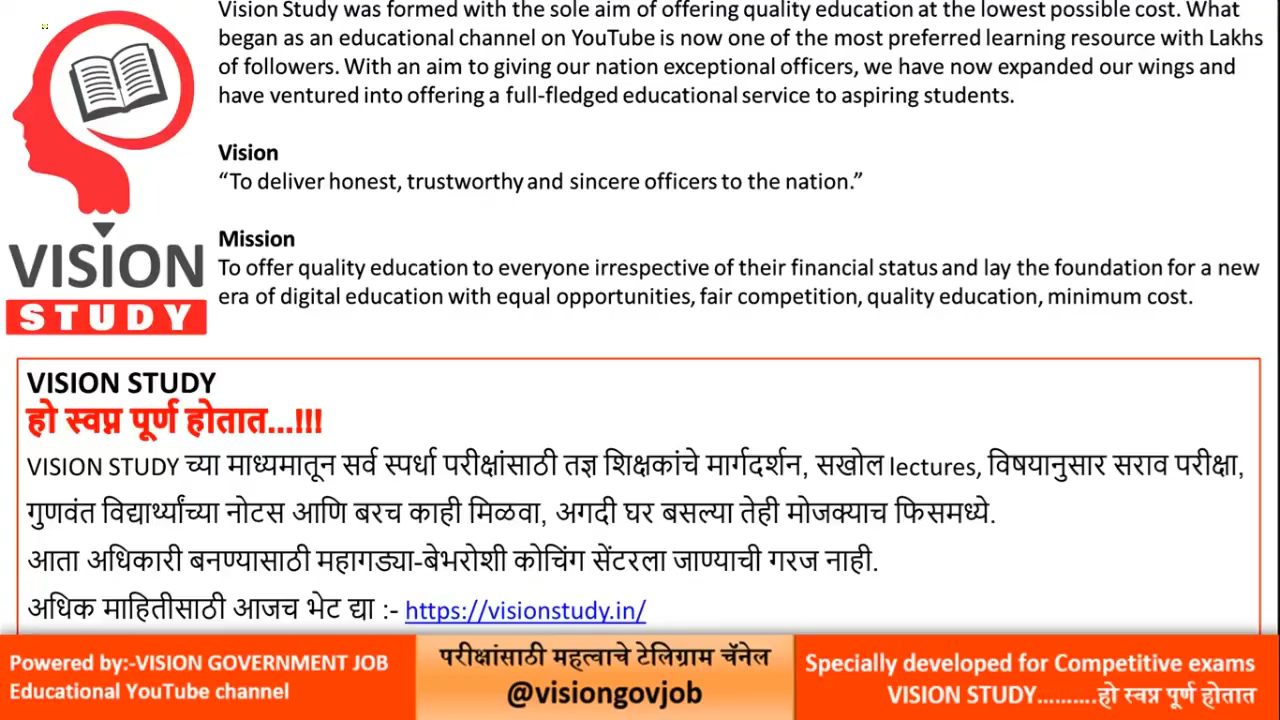 Vision Study was formed with the sole aim of offering quality education at the lowest possible cost. What
began as an educational channel on YouTube is now one of the most preferred learning resource with Lakhs
of followers. With an aim to giving our nation exceptional officers, we have now expanded our wings and
have ventured into offering a full-fledged educational service to aspiring students.
Vision
“To deliver honest, trustworthy and sincere officers to the nation.”
Mission
To offer quality education to everyone irrespective of their financial status and lay the foundation for a new
era of digital education with equal opportunities, fair competition, quality education, minimum cost.
VISION
STUDY
VISION STUDY
हो स्वप्न पूर्ण होतात...!!!
VISION STUDY च्या माध्यमातून सर्व स्पर्धा परीक्षांसाठी तज्ञ शिक्षकांचे मार्गदर्शन, सखोल lectures, विषयानुसार सराव परीक्षा,
गुणवंत विद्यार्थ्यांच्या नोटस आणि बरच काही मिळवा, अगदी घर बसल्या तेही मोजक्याच फिसमध्ये.
आता अधिकारी बनण्यासाठी महागड्या-बेभरोशी कोचिंग सेंटरला जाण्याची गरज नाही.
अधिक माहितीसाठी आजच भेट द्या :- https://visionstudy.in/
Powered by:-VISION GOVERNMENT JOB
Educational YouTube channel
परीक्षांसाठी महत्वाचे टेलिग्राम चॅनेल
@visiongovjob
Specially developed for Competitive exams
VISION STUDY..........हो स्वप्न पूर्ण होतात